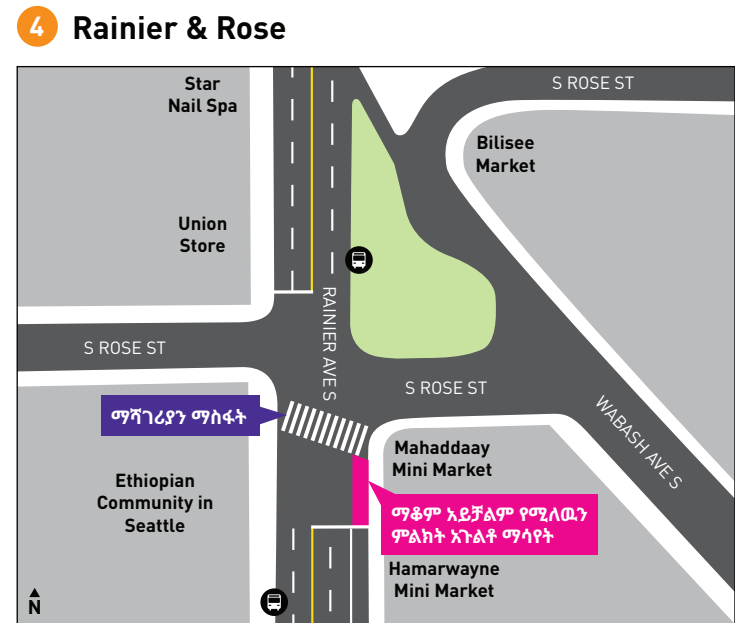 4 Rainier & Rose
Star
Nail Spa
S ROSE ST
Bilisee
Market
Union
Store
RAINIER AVE S
S ROSE ST
S ROSE ST
WABASH AVE S
ማሻገሪያን ማስፋት
Mahaddaay
Mini Market
Ethiopian
Community in
Seattle
ማቆም አይቻልም የሚለዉን
ምልክት አጉልቶ ማሳየት
Hamarwayne
Mini Market
N